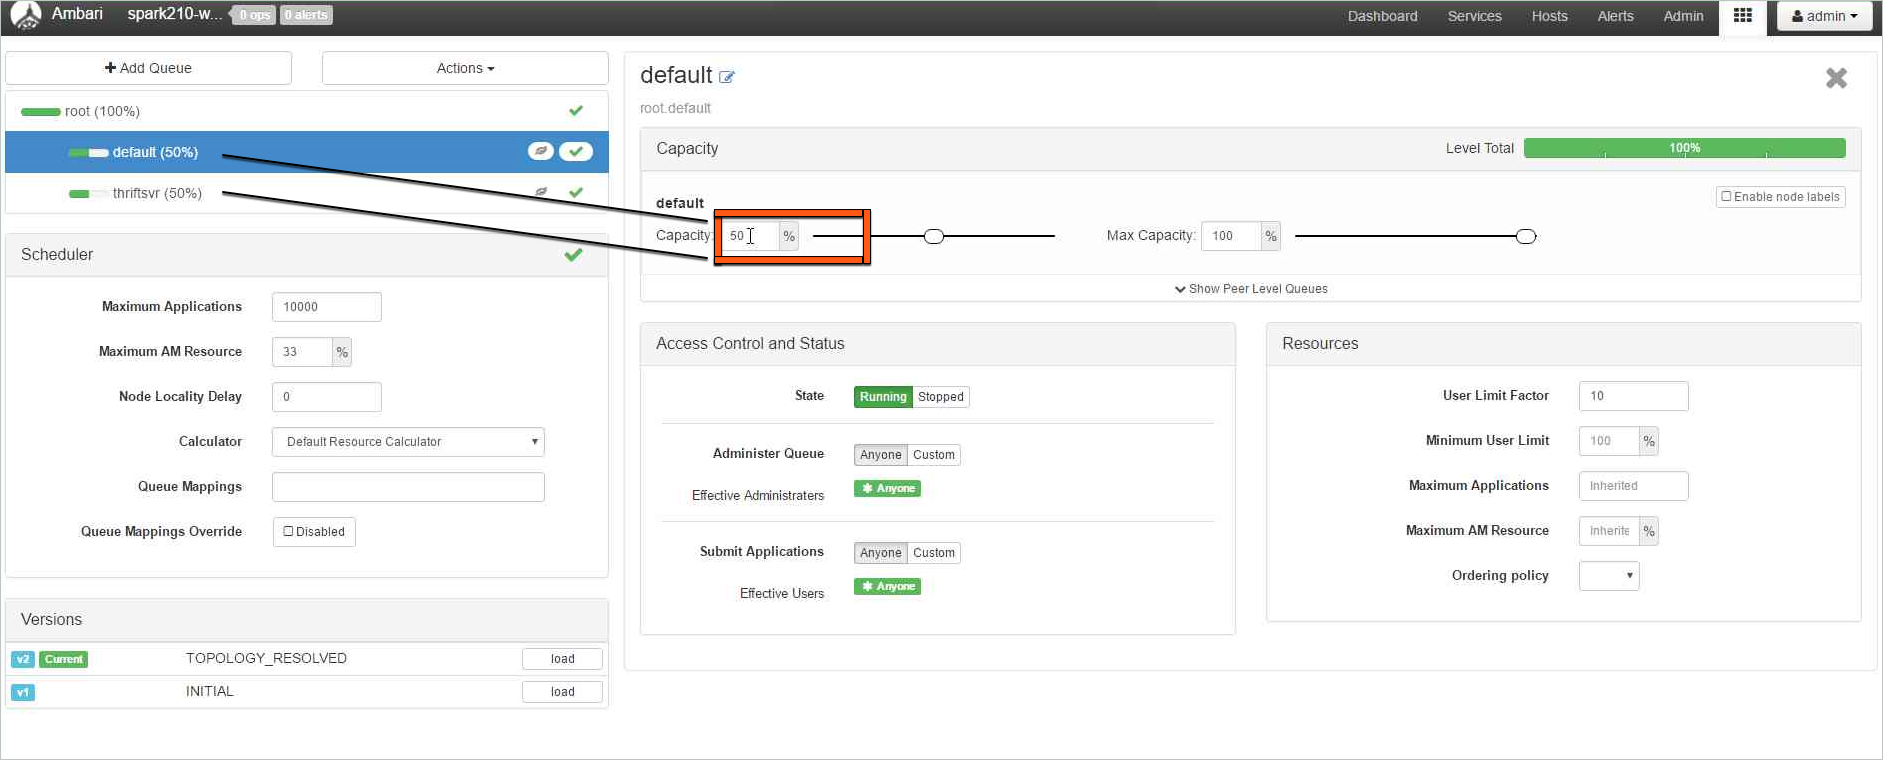 Ambari spark210-w... 0 ops 0 alerts Dashboard Services Hosts Alerts Admin admin
+ Add Queue Actions
root (100%)
default (50%)
thriftsvr (50%)
Scheduler
Maximum Applications 10000
Maximum AM Resource 33 %
Node Locality Delay 0
Calculator Default Resource Calculator
Queue Mappings
Queue Mappings Override Disabled
Versions
v2 Current TOPOLOGY_RESOLVED load
v1 INITIAL load
default
root.default
Capacity Level Total 100%
default Enable node labels
Capacity: 50 % Max Capacity: 100 %
Show Peer Level Queues
Access Control and Status
State Running Stopped
Administer Queue Anyone Custom
Effective Administraters Anyone
Submit Applications Anyone Custom
Effective Users Anyone
Resources
User Limit Factor 10
Minimum User Limit 100 %
Maximum Applications Inherited
Maximum AM Resource Inherite %
Ordering policy